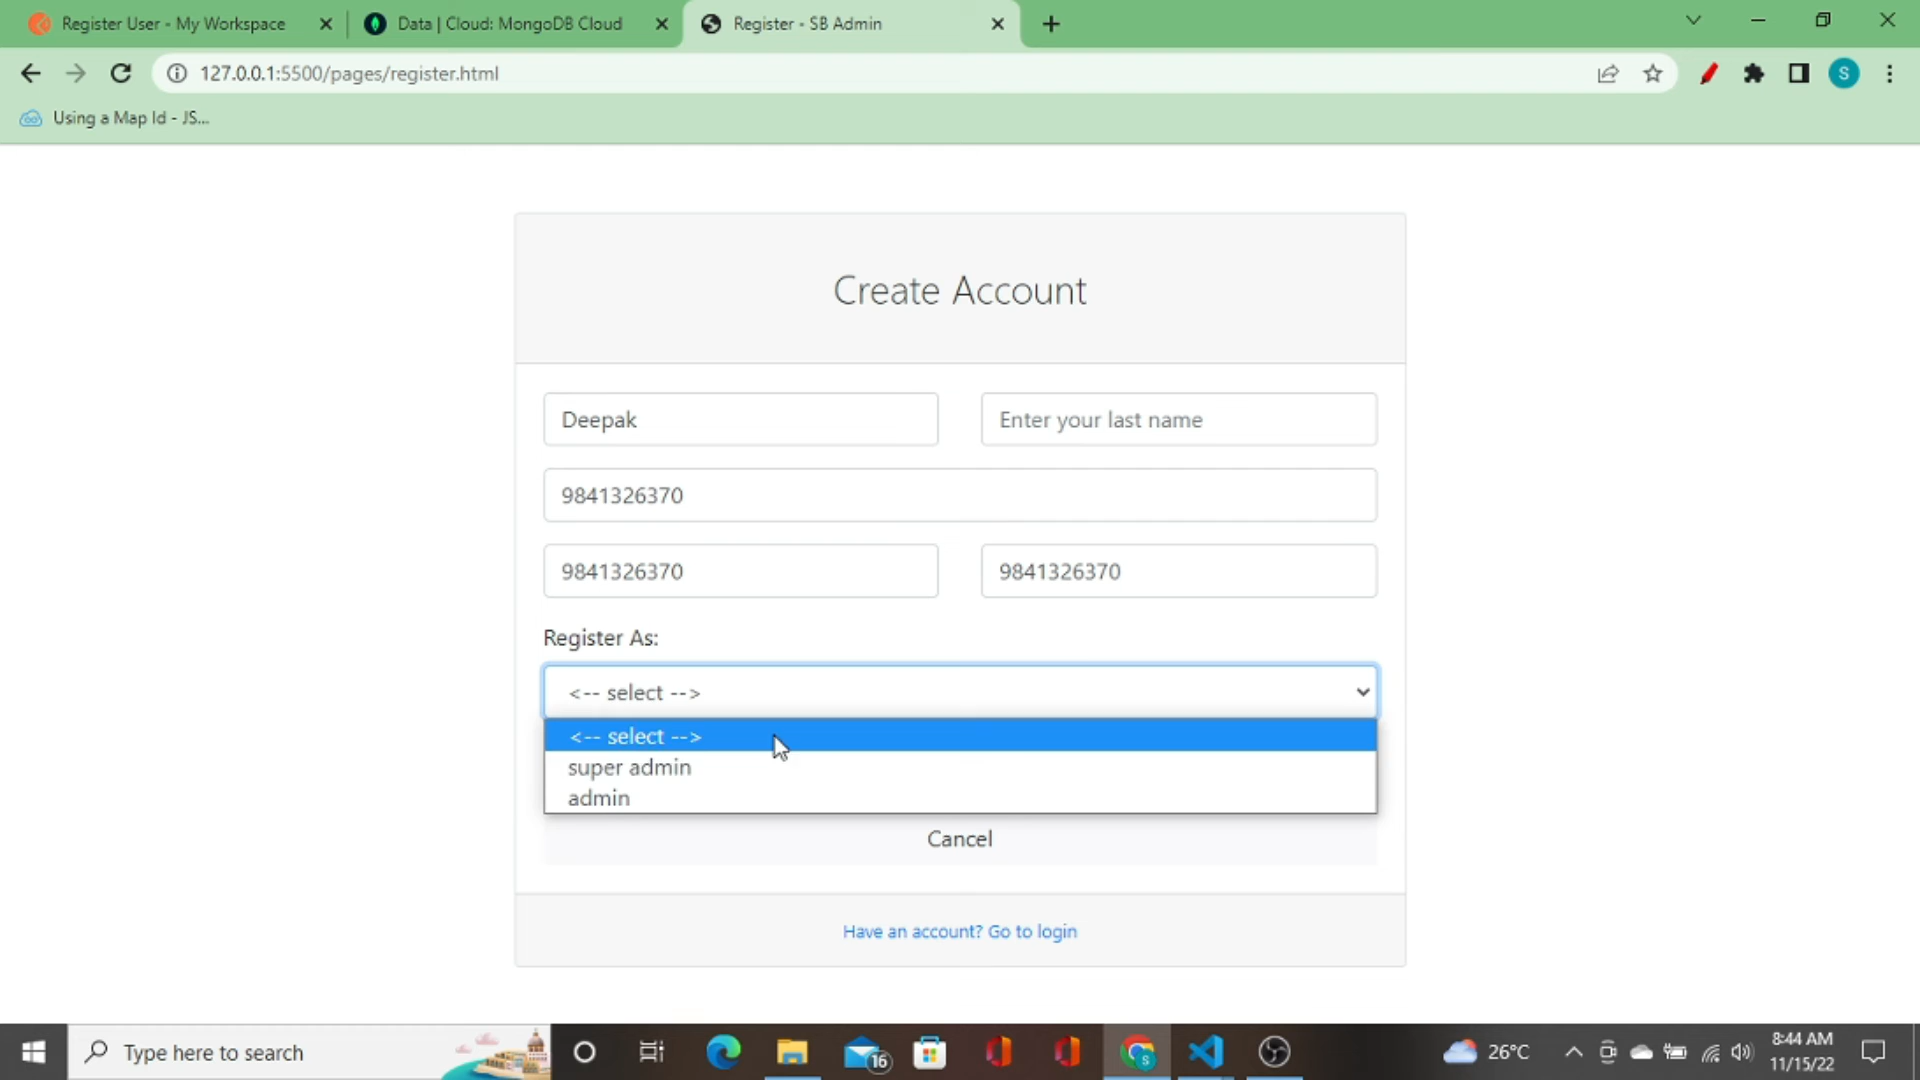 Register User - My Workspace
Data | Cloud: MongoDB Cloud
Register - SB Admin
127.0.0.1:5500/pages/register.html
S
Using a Map Id - JS...
Create Account
Deepak
Enter your last name
9841326370
9841326370
9841326370
Register As:
<-- select -->
<-- select -->
super admin
admin
Cancel
Have an account? Go to login
Type here to search
16
S
26°C
8:44 AM
11/15/22